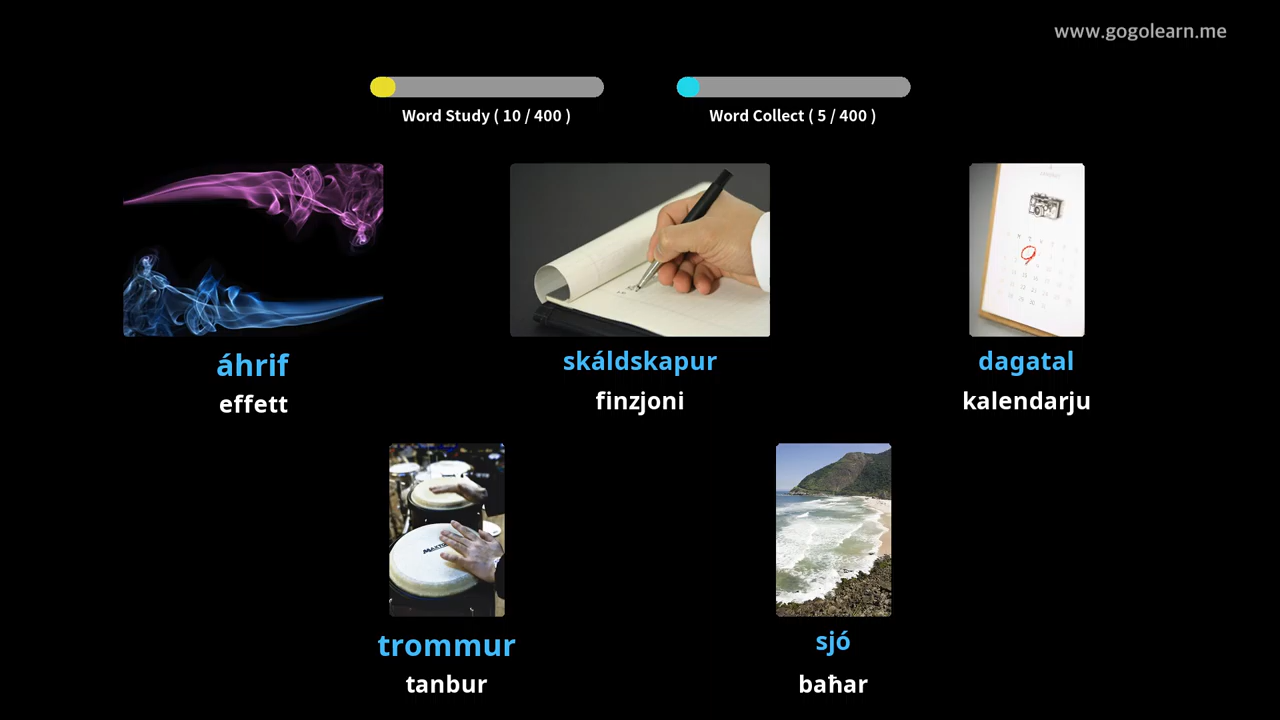 www.gogolearn.me
Word Study ( 10 / 400 )
Word Collect ( 5 / 400 )
áhrif
effett
skáldskapur
finzjoni
dagatal
kalendarju
trommur
tanbur
sjó
baħar